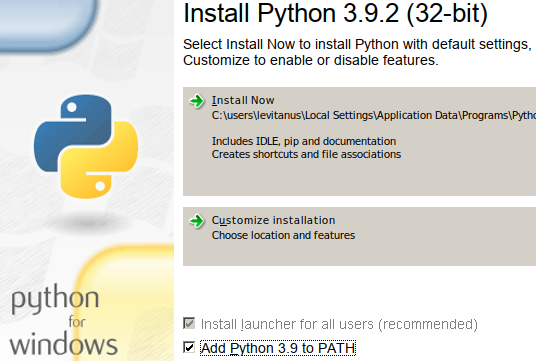 Install Python 3.9.2 (32-bit)
Select Install Now to install Python with default settings,
Customize to enable or disable features.
Install Now
C:\users\levitanus\Local Settings\Application Data\Programs\Pytho
Includes IDLE, pip and documentation
Creates shortcuts and file associations
Customize installation
Choose location and features
python
for
windows
Install launcher for all users (recommended)
Add Python 3.9 to PATH